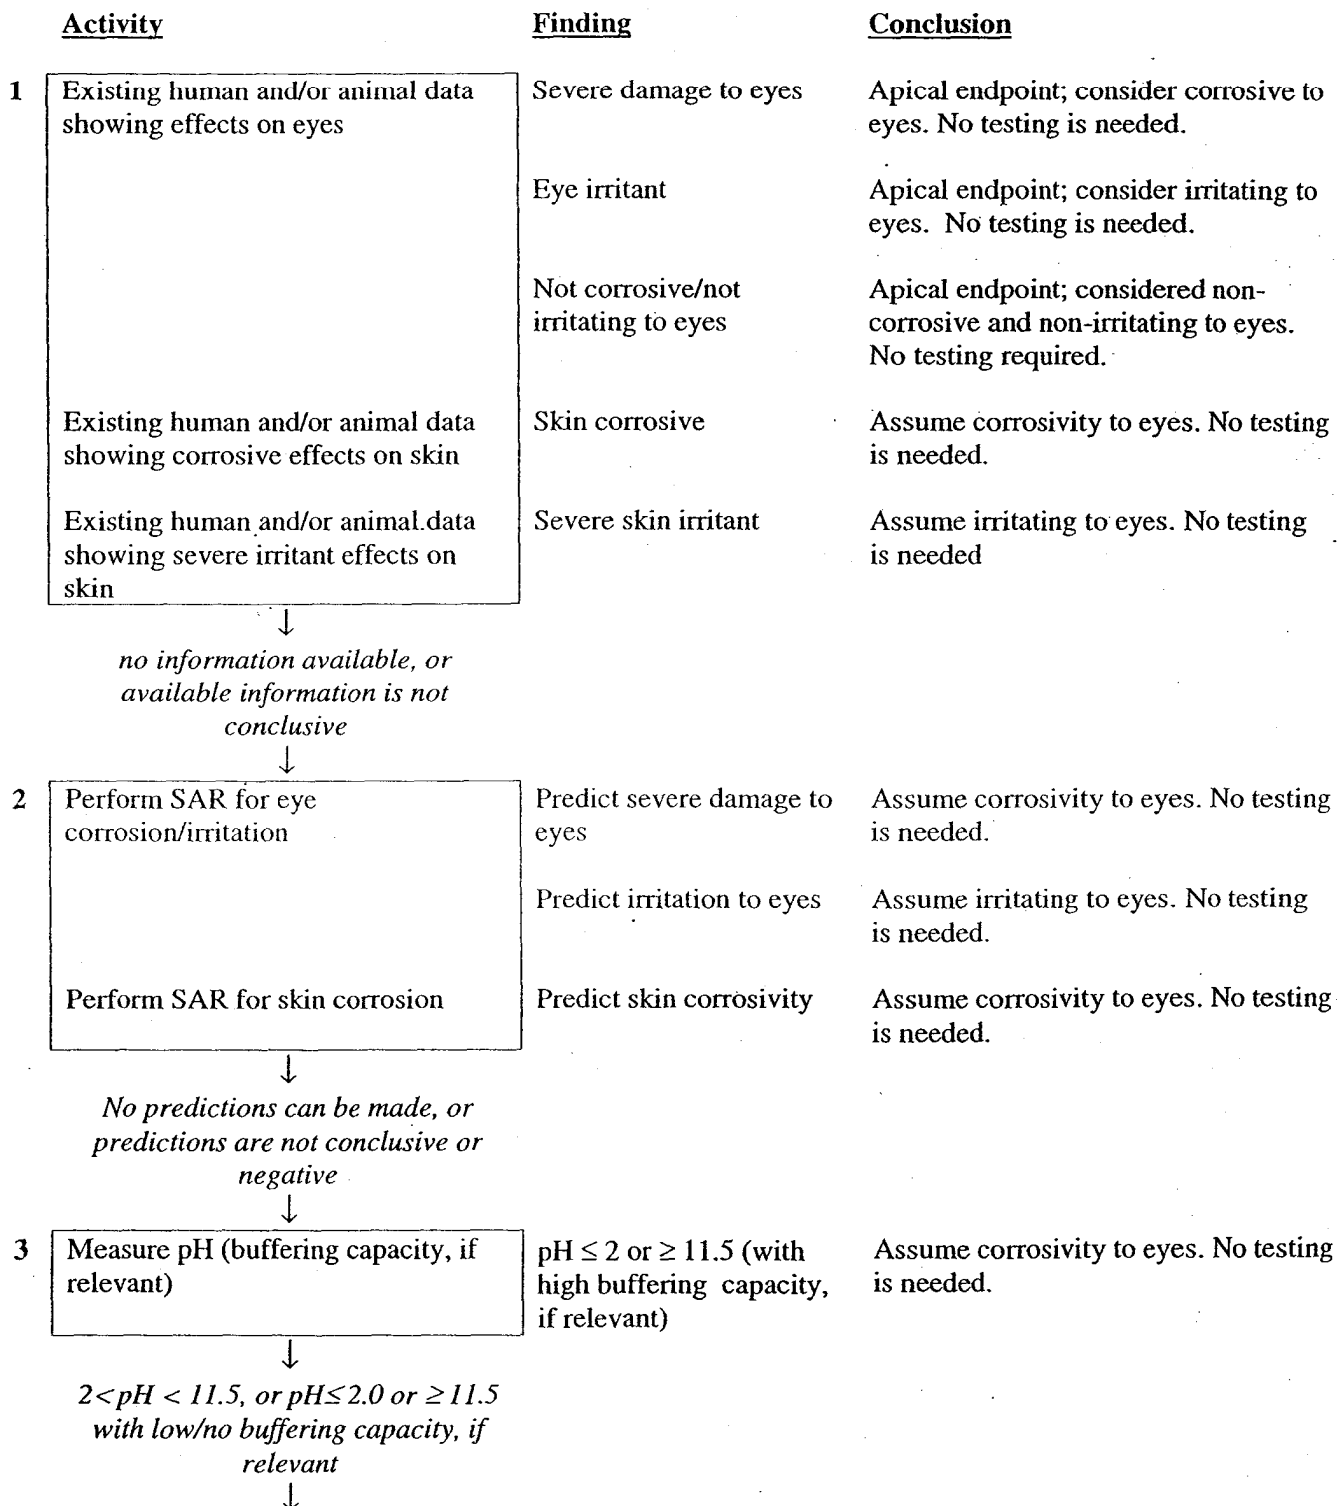 Activity Finding Conclusion
1 Existing human and/or animal data Severe damage to eyes Apical endpoint; consider corrosive to
showing effects on eyes eyes. No testing is needed.
Eye irritant Apical endpoint; consider irritating to
eyes. No testing is needed.
Not corrosive/not Apical endpoint; considered non-
irritating to eyes corrosive and non-irritating to eyes.
No testing required.
Existing human and/or animal data Skin corrosive Assume corrosivity to eyes. No testing
showing corrosive effects on skin is needed.
Existing human and/or animal data Severe skin irritant Assume irritating to eyes. No testing
showing severe irritant effects on is needed
skin
↓
no information available, or
available information is not
conclusive
↓
2 Perform SAR for eye Predict severe damage to Assume corrosivity to eyes. No testing
corrosion/irritation eyes is needed.
Predict irritation to eyes Assume irritating to eyes. No testing
is needed.
Perform SAR for skin corrosion Predict skin corrosivity Assume corrosivity to eyes. No testing
is needed.
↓
No predictions can be made, or
predictions are not conclusive or
negative
↓
3 Measure pH (buffering capacity, if pH ≤ 2 or ≥ 11.5 (with Assume corrosivity to eyes. No testing
relevant) high buffering capacity, is needed.
if relevant)
↓
2<pH < 11.5, or pH≤2.0 or ≥11.5
with low/no buffering capacity, if
relevant
↓